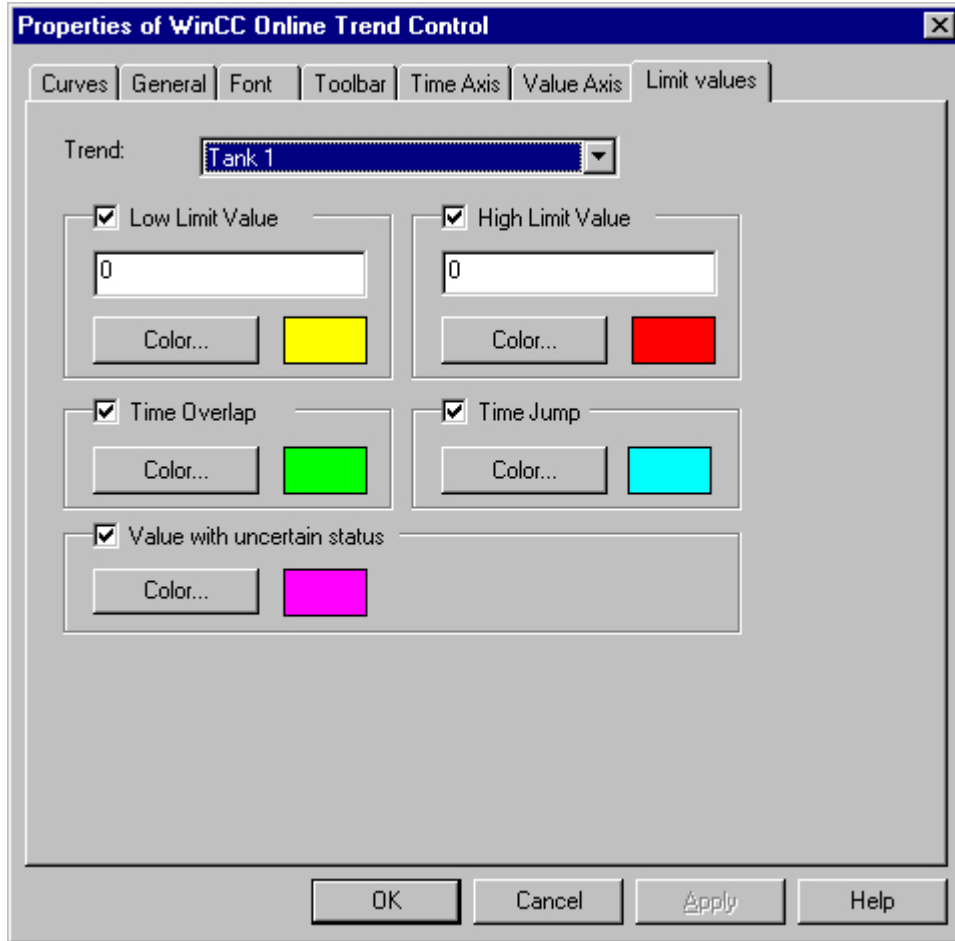 Properties of WinCC Online Trend Control
Curves General Font Toolbar Time Axis Value Axis Limit values
Trend: Tank 1
Low Limit Value High Limit Value
0 0
Color... Color...
Time Overlap Time Jump
Color... Color...
Value with uncertain status
Color...
OK Cancel Apply Help